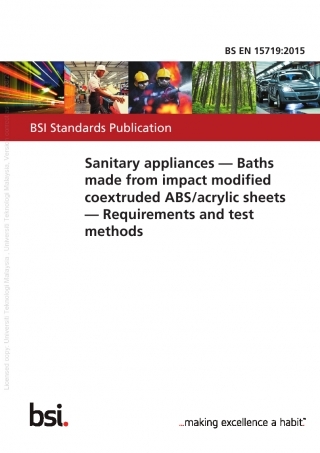 BS EN 15719:2015
BSI Standards Publication
Sanitary appliances — Baths
made from impact modified
coextruded ABS/acrylic sheets
— Requirements and test
methods
Licensed copy: Universiti Teknologi Malaysia, Universiti Teknologi Malaysia, Version
bsi.
...making excellence a habit.™